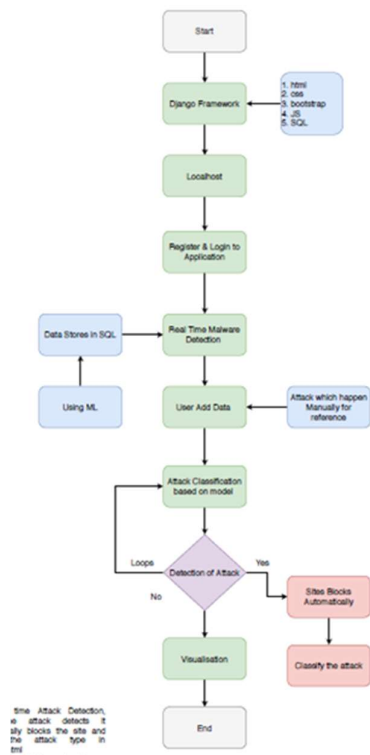 Start
Django Framework
1. html
2. css
3. bootstrap
4. JS
5. SQL
Localhost
Register & Login to
Application
Data Stores in SQL
Real Time Malware
Detection
Using ML
User Add Data
Attack which happen
Manually for
reference
Attack Classification
based on model
Loops
Detection of Attack
Yes
No
Sites Blocks
Automatically
Visualisation
Classify the attack
End
time Attack Detection,
attack detects it
blocks the site and
the attack type in